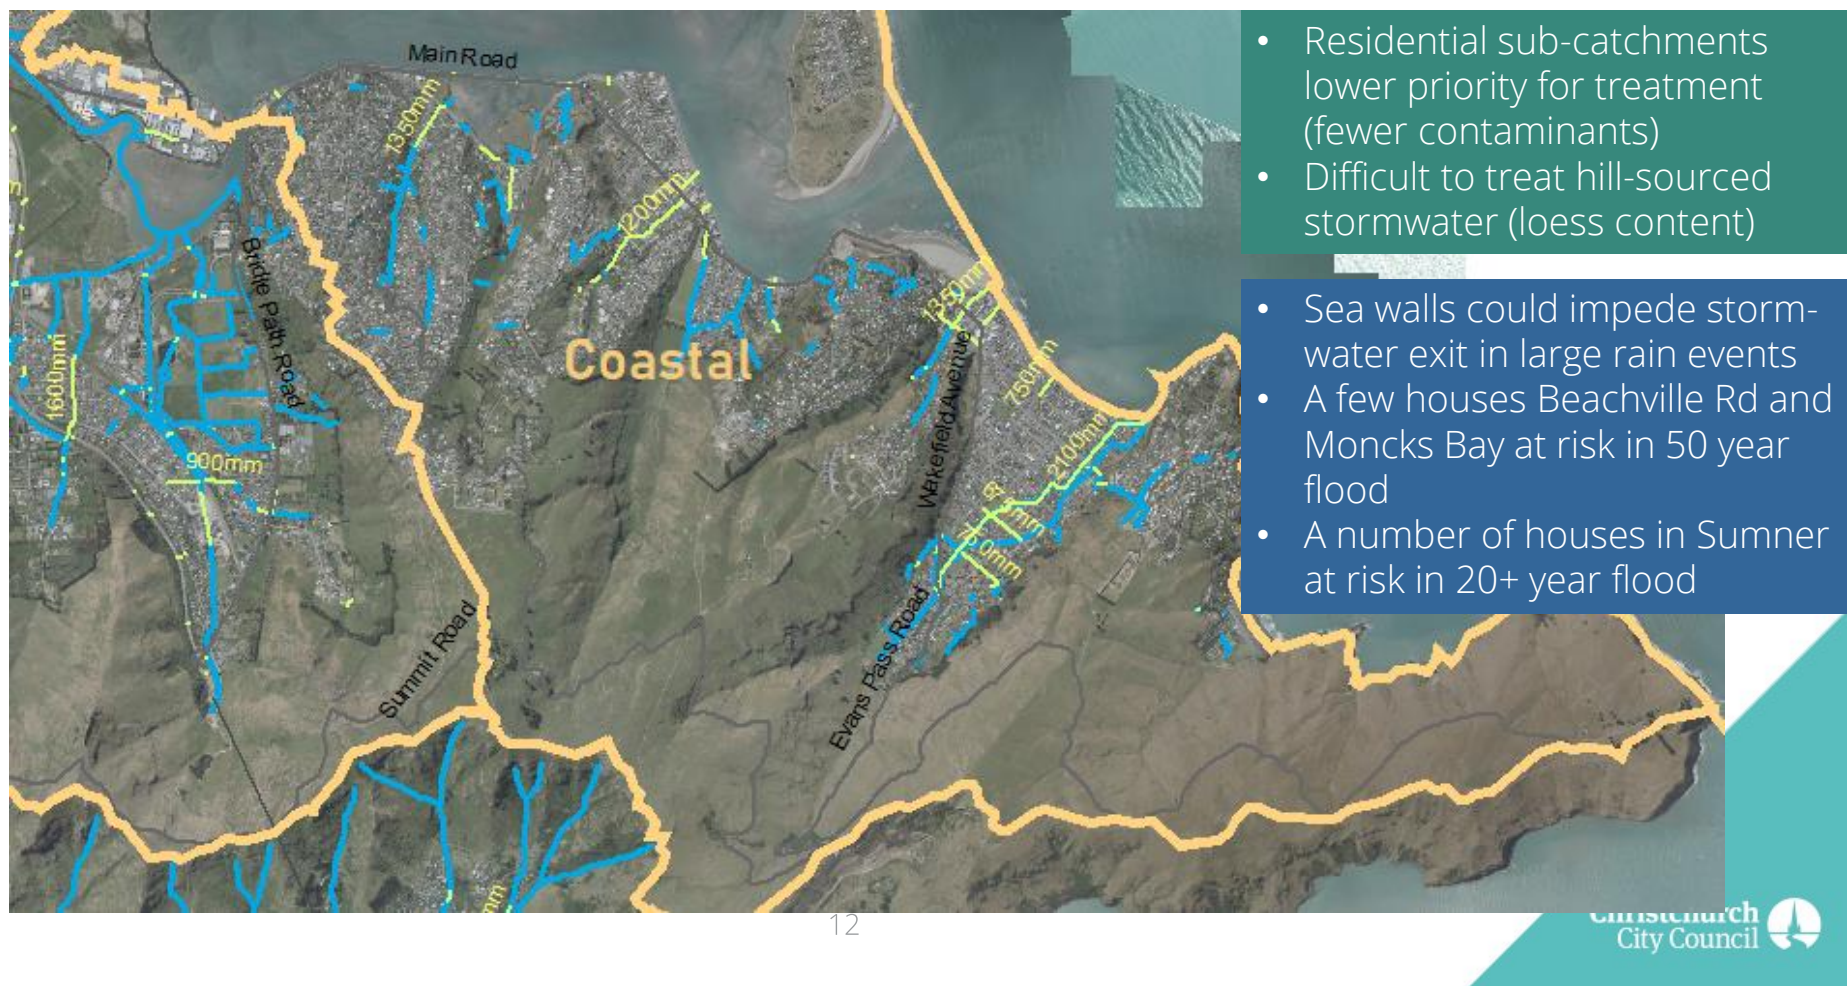 Main Road
1350mm
1200mm
Bridle Path Road
1600mm
900mm
Coastal
1350mm
Wakefield Avenue
750m
2100mm
675mm
750mm
Evans Pass Road
Summit Road
• Residential sub-catchments
lower priority for treatment
(fewer contaminants)
• Difficult to treat hill-sourced
stormwater (loess content)
• Sea walls could impede storm-
water exit in large rain events
• A few houses Beachville Rd and
Moncks Bay at risk in 50 year
flood
• A number of houses in Sumner
at risk in 20+ year flood
12
Christchurch
City Council